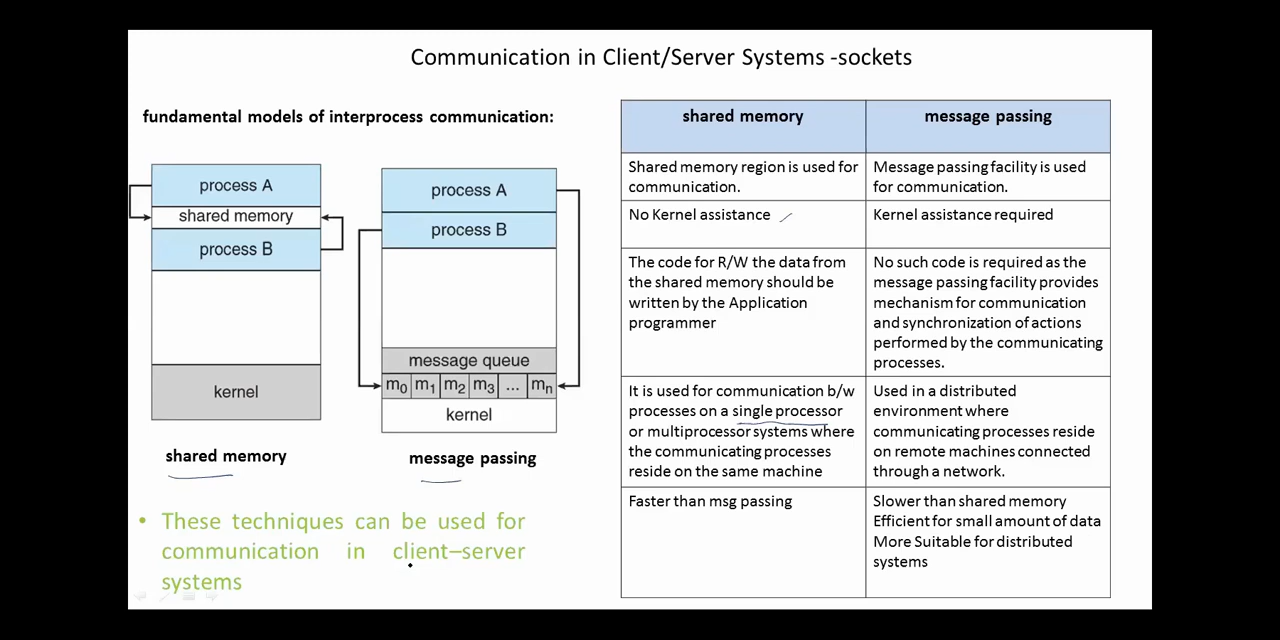 Communication in Client/Server Systems -sockets
fundamental models of interprocess communication:
process A
shared memory
process B
kernel
shared memory
process A
process B
message queue
m0 m1 m2 m3 ... mn
kernel
message passing
• These techniques can be used for
communication in client–server
systems
shared memory
message passing
Shared memory region is used for
communication.
Message passing facility is used
for communication.
No Kernel assistance
Kernel assistance required
The code for R/W the data from
the shared memory should be
written by the Application
programmer
No such code is required as the
message passing facility provides
mechanism for communication
and synchronization of actions
performed by the communicating
processes.
It is used for communication b/w
processes on a single processor
or multiprocessor systems where
the communicating processes
reside on the same machine
Used in a distributed
environment where
communicating processes reside
on remote machines connected
through a network.
Faster than msg passing
Slower than shared memory
Efficient for small amount of data
More Suitable for distributed
systems